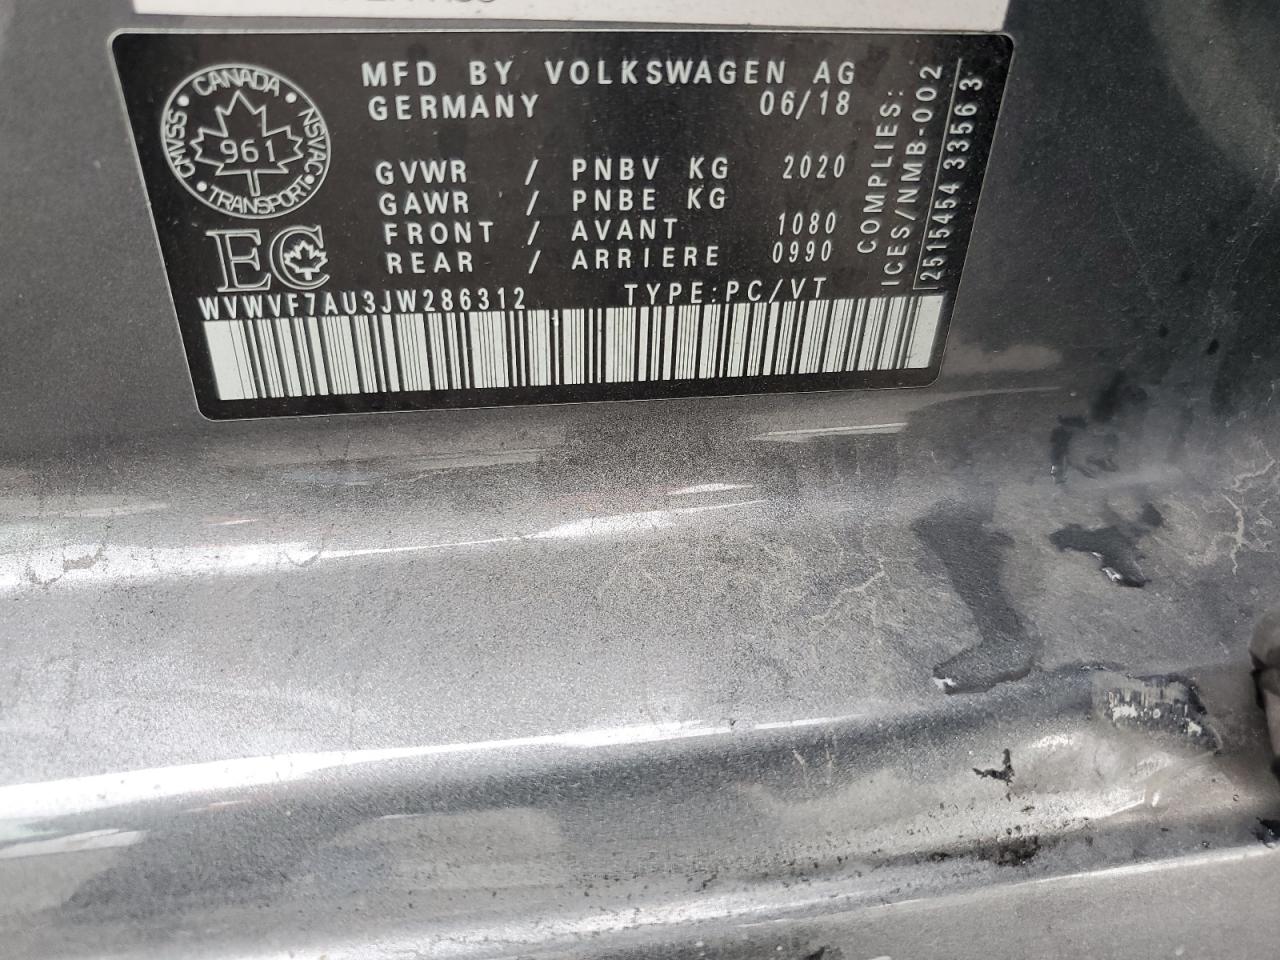 MFD BY VOLKSWAGEN AG
GERMANY 06/18
CANADA
CMVSS NSVAC
961
TRANSPORT
GVWR / PNBV KG 2020
GAWR / PNBE KG
FRONT / AVANT 1080
REAR / ARRIERE 0990
EC
WVWVF7AU3JW286312 TYPE:PC/VT
COMPLIES:
ICES/NMB-002
2515454 33563